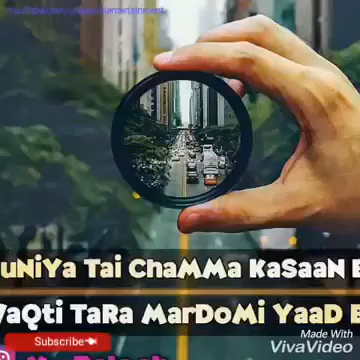 uNiYa Tai ChaMMa KaSaaN E
VaQti TaRa MarDoMi YaaD E
Made With
VivaVideo
Subscribe